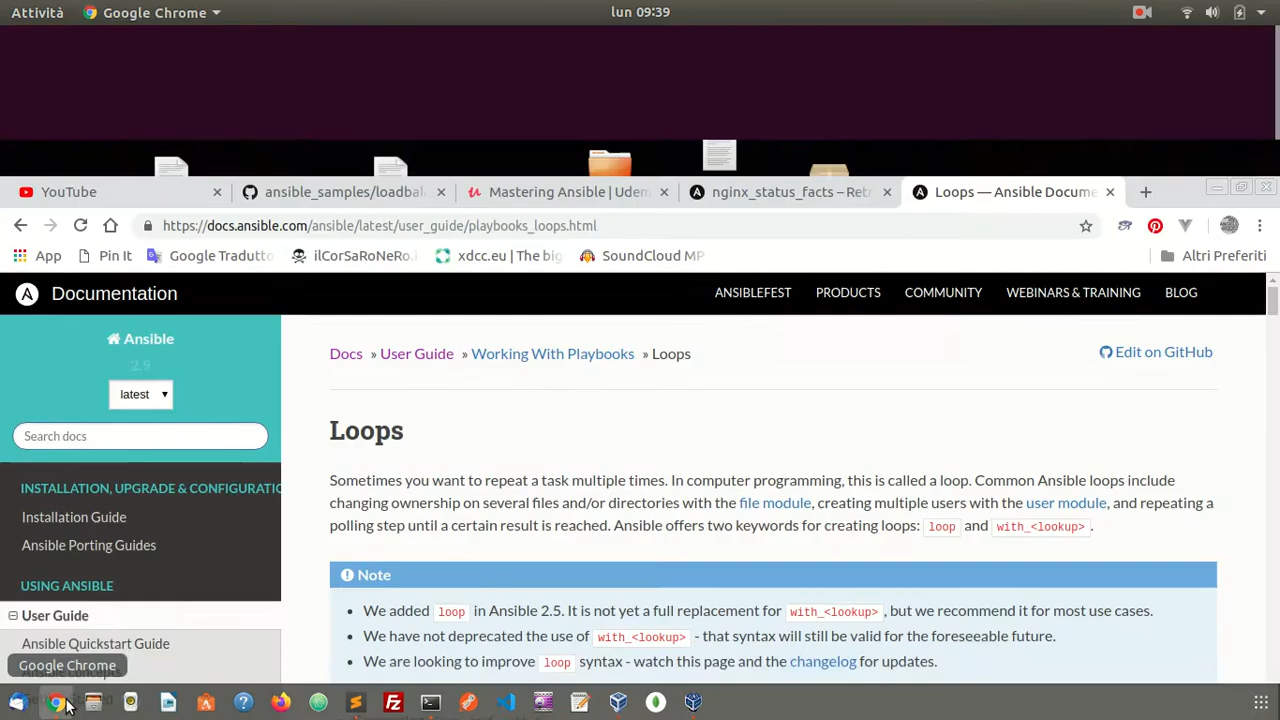 Attività Google Chrome lun 09:39
YouTube ansible_samples/loadba Mastering Ansible | Udem nginx_status_facts – Retr Loops — Ansible Docume
https://docs.ansible.com/ansible/latest/user_guide/playbooks_loops.html
App Pin It Google Tradutto ilCorSaRoNeRo. xdcc.eu | The big SoundCloud MP Altri Preferiti
Documentation ANSIBLEFEST PRODUCTS COMMUNITY WEBINARS & TRAINING BLOG
Ansible
2.9
latest
Search docs
INSTALLATION, UPGRADE & CONFIGURATIO
Installation Guide
Ansible Porting Guides
USING ANSIBLE
User Guide
Ansible Quickstart Guide
Google Chrome
Docs » User Guide » Working With Playbooks » Loops Edit on GitHub
Loops
Sometimes you want to repeat a task multiple times. In computer programming, this is called a loop. Common Ansible loops include
changing ownership on several files and/or directories with the file module, creating multiple users with the user module, and repeating a
polling step until a certain result is reached. Ansible offers two keywords for creating loops: loop and with_<lookup>.
Note
We added loop in Ansible 2.5. It is not yet a full replacement for with_<lookup>, but we recommend it for most use cases.
We have not deprecated the use of with_<lookup> - that syntax will still be valid for the foreseeable future.
We are looking to improve loop syntax - watch this page and the changelog for updates.